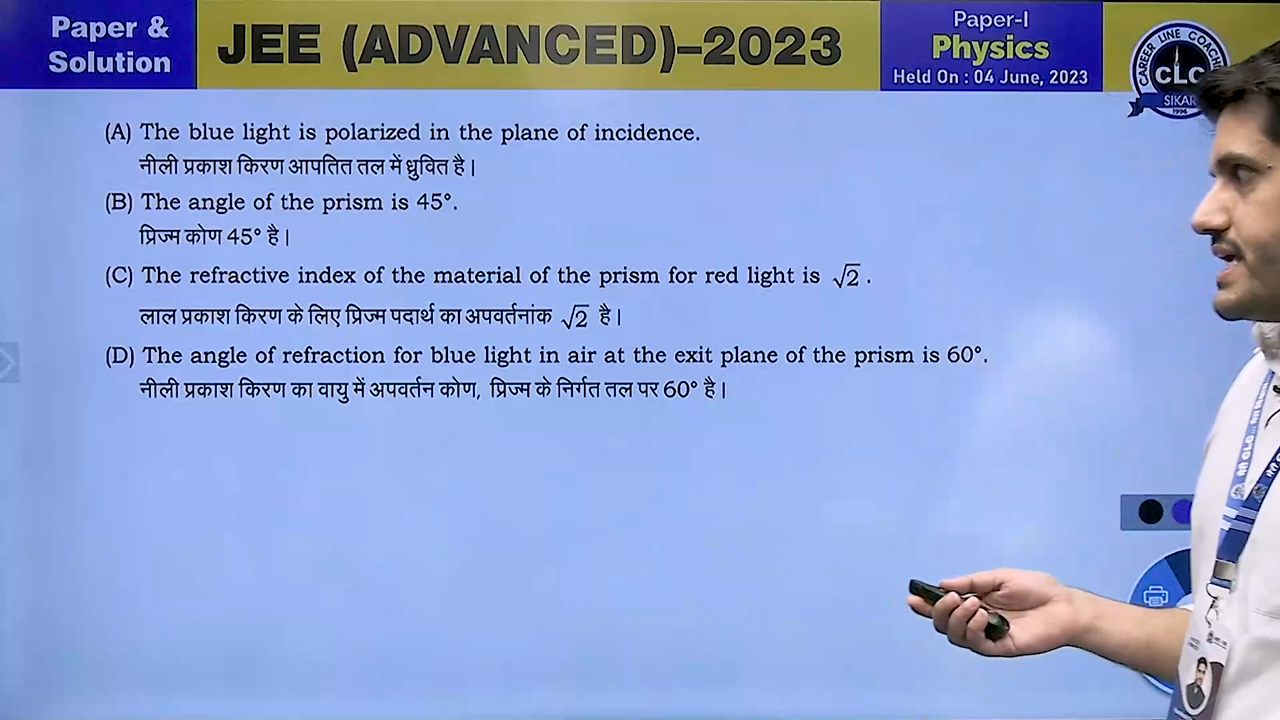 Paper &
Solution
JEE (ADVANCED)–2023
Paper-I
Physics
Held On : 04 June, 2023
CAREER LINE COACHING
CLC
SIKAR
1996
(A) The blue light is polarized in the plane of incidence.
नीली प्रकाश किरण आपतित तल में ध्रुवित है।
(B) The angle of the prism is 45°.
प्रिज्म कोण 45° है।
(C) The refractive index of the material of the prism for red light is √2 .
लाल प्रकाश किरण के लिए प्रिज्म पदार्थ का अपवर्तनांक √2 है।
(D) The angle of refraction for blue light in air at the exit plane of the prism is 60°.
नीली प्रकाश किरण का वायु में अपवर्तन कोण, प्रिज्म के निर्गत तल पर 60° है।